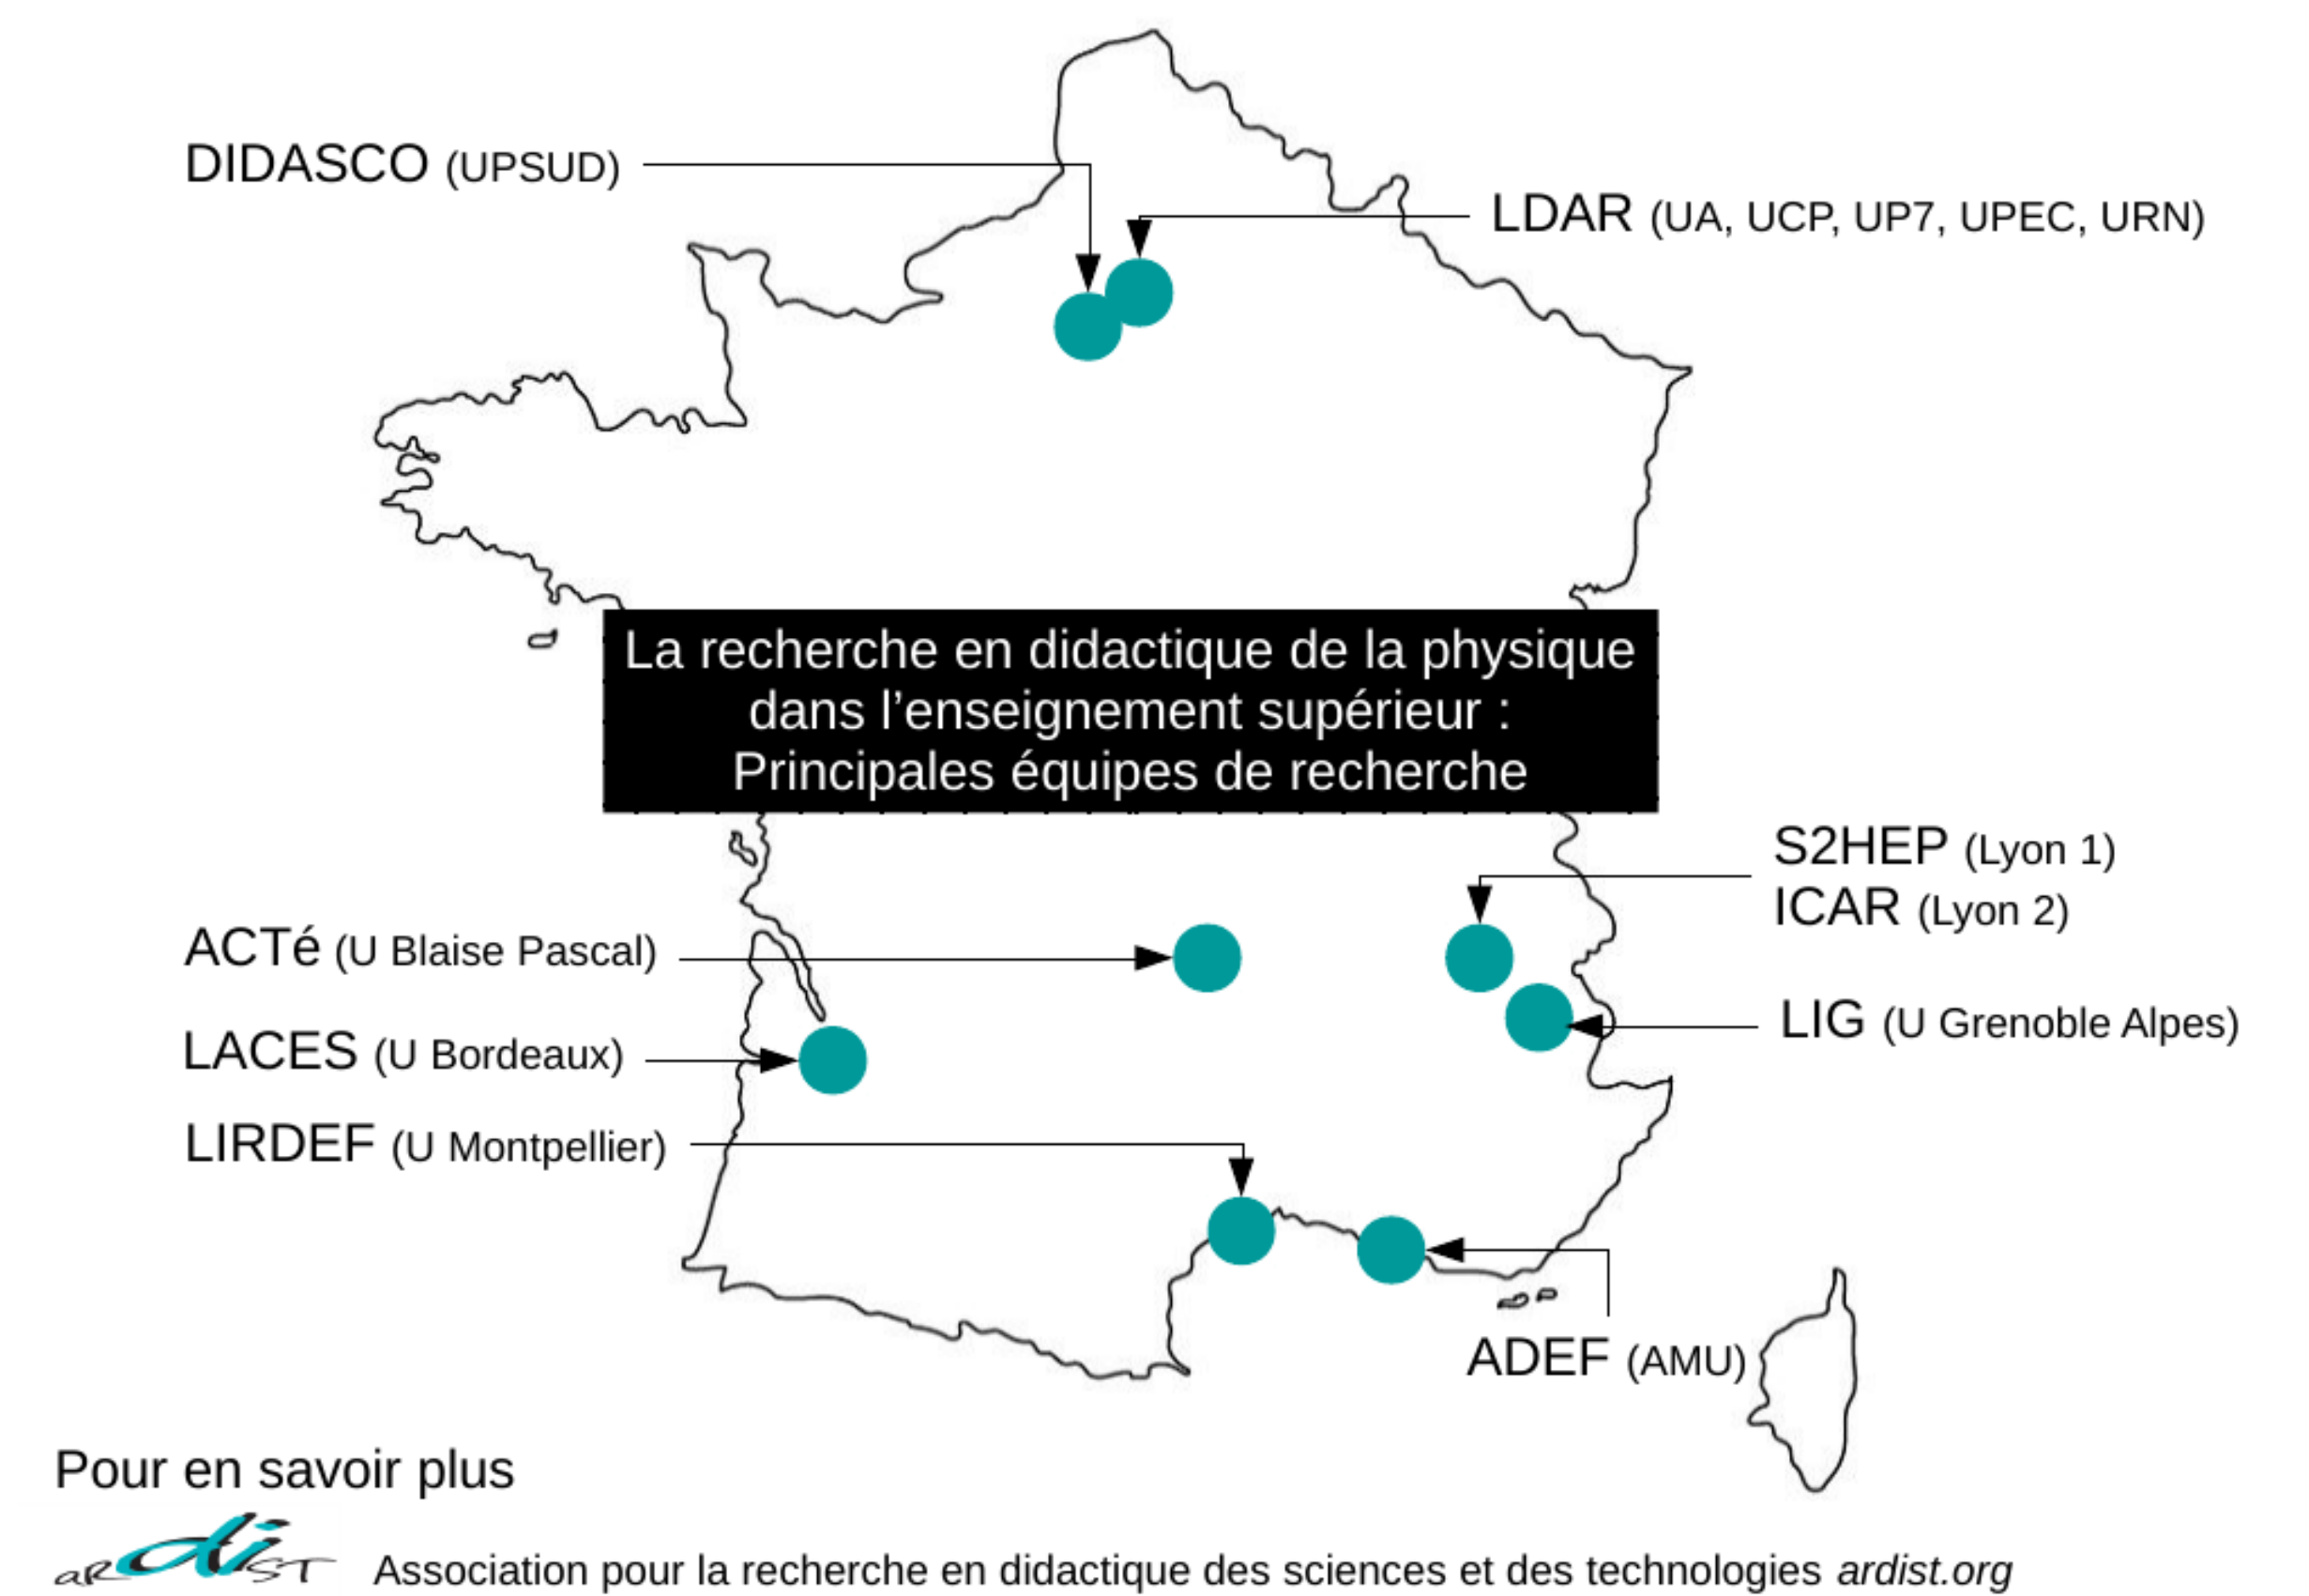 DIDASCO (UPSUD)
LDAR (UA, UCP, UP7, UPEC, URN)
La recherche en didactique de la physique
dans l’enseignement supérieur :
Principales équipes de recherche
S2HEP (Lyon 1)
ICAR (Lyon 2)
ACTé (U Blaise Pascal)
LIG (U Grenoble Alpes)
LACES (U Bordeaux)
LIRDEF (U Montpellier)
ADEF (AMU)
Pour en savoir plus
aRdiST
Association pour la recherche en didactique des sciences et des technologies ardist.org